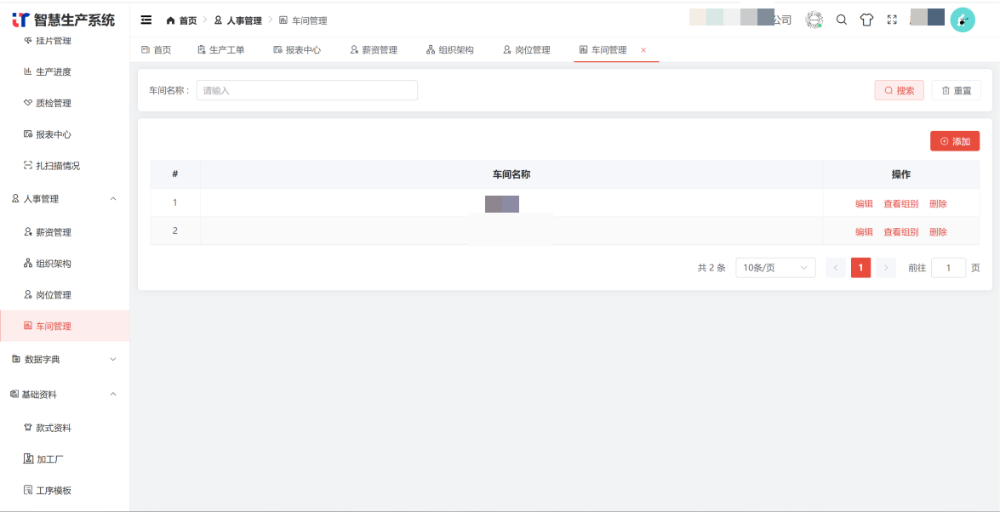 智慧生产系统
首页 人事管理 车间管理
公司
首页 生产工单 报表中心 薪资管理 组织架构 岗位管理 车间管理 ×
挂片管理
生产进度
质检管理
报表中心
扎扫描情况
人事管理
薪资管理
组织架构
岗位管理
车间管理
数据字典
基础资料
款式资料
加工厂
工序模板
车间名称： 请输入 搜索 重置
添加
# 车间名称 操作
1 编辑 查看组别 删除
2 编辑 查看组别 删除
共 2 条 10条/页 1 前往 1 页